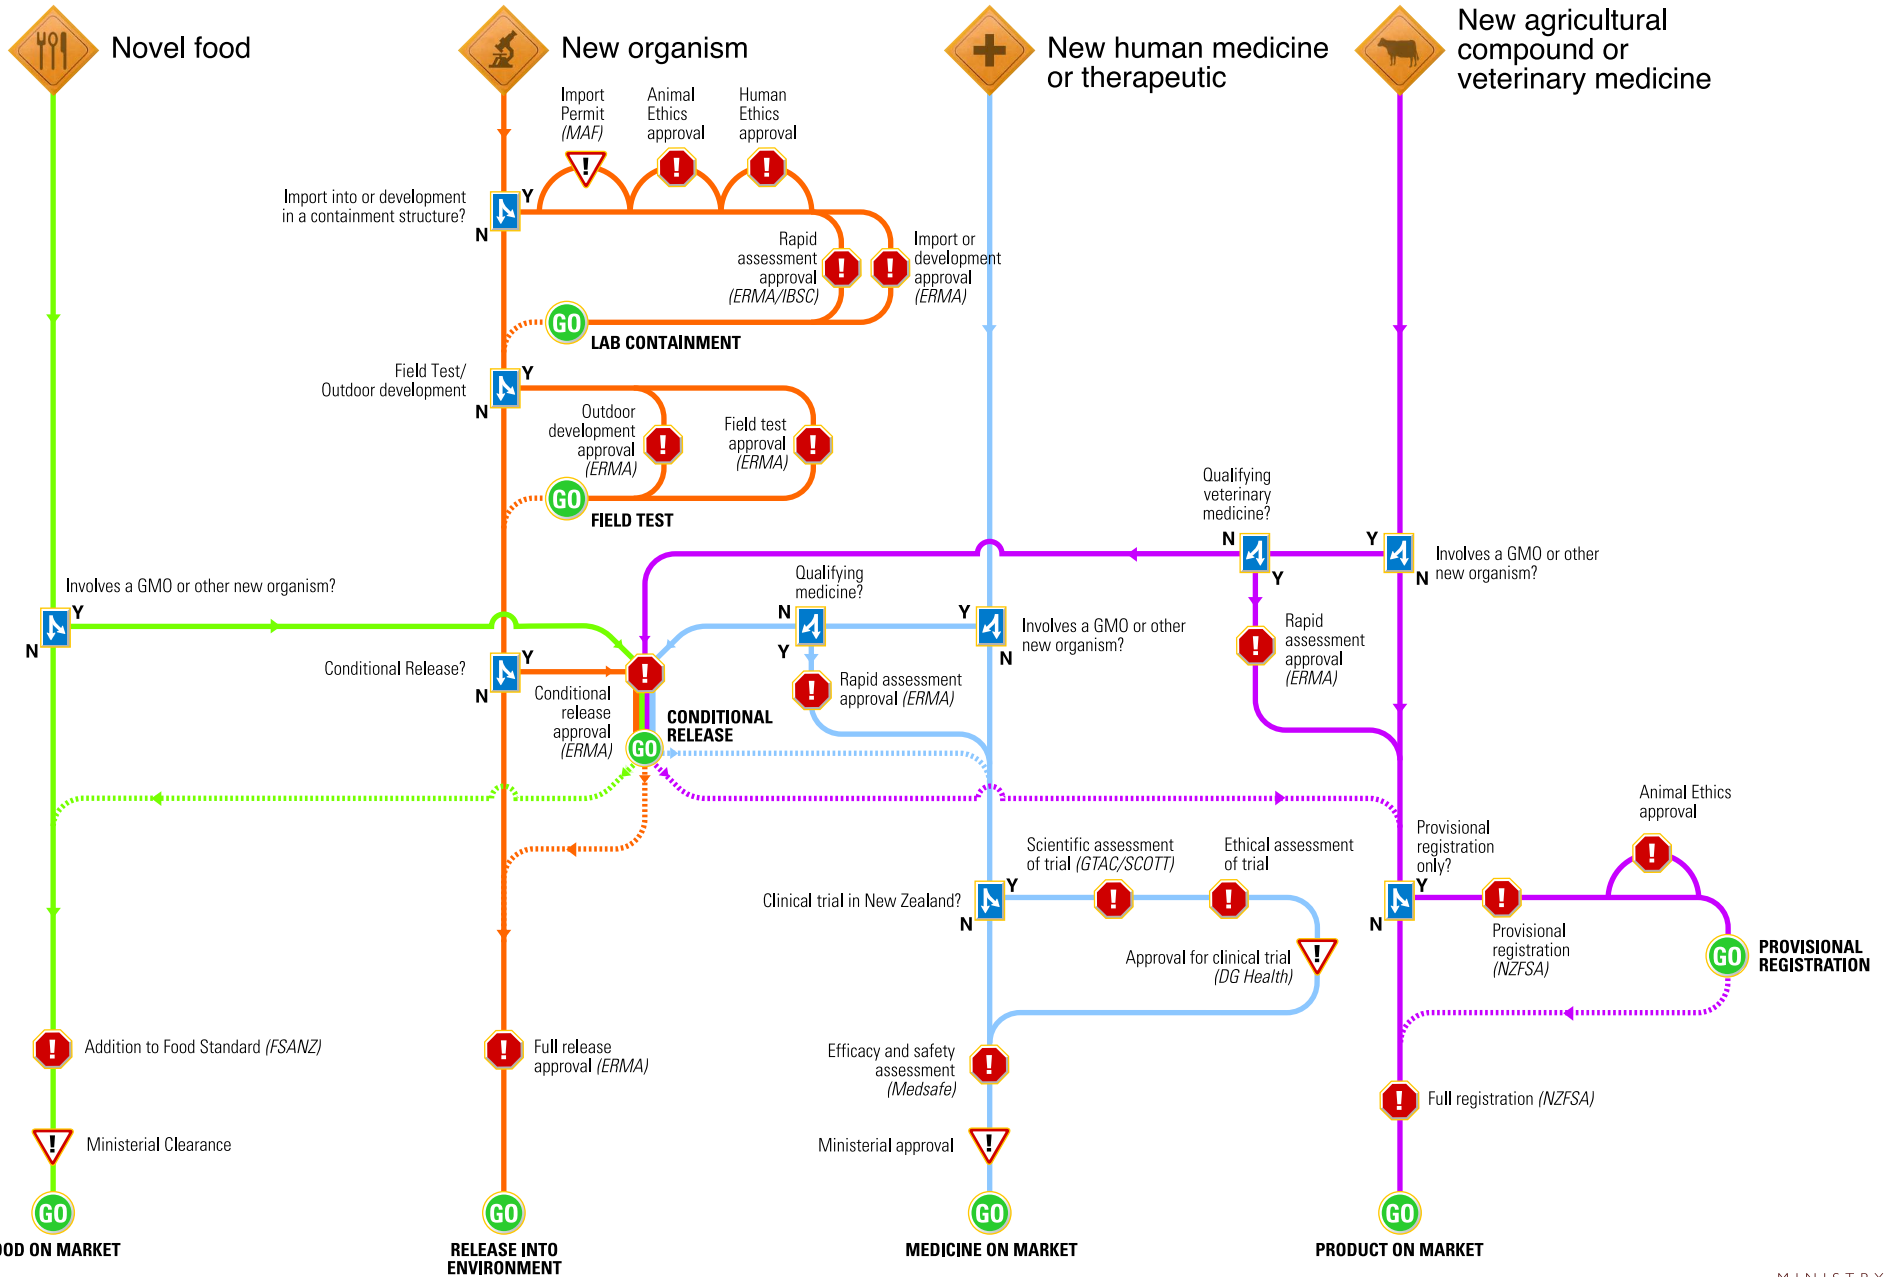 Novel food
New organism
New human medicine
or therapeutic
New agricultural
compound or
veterinary medicine
Import
Permit
(MAF)
Animal
Ethics
approval
Human
Ethics
approval
Import into or development
in a containment structure?
Y
N
Rapid
assessment
approval
(ERMA/IBSC)
Import or
development
approval
(ERMA)
GO
LAB CONTAINMENT
Field Test/
Outdoor development
Y
N
Outdoor
development
approval
(ERMA)
Field test
approval
(ERMA)
GO
FIELD TEST
Qualifying
veterinary
medicine?
N
Y
Y
N
Involves a GMO or other
new organism?
Involves a GMO or other new organism?
Y
N
Qualifying
medicine?
N
Y
Y
N
Involves a GMO or other
new organism?
Rapid
assessment
approval
(ERMA)
Conditional Release?
Y
N
Rapid assessment
approval (ERMA)
Conditional
release
approval
(ERMA)
CONDITIONAL
RELEASE
GO
Animal Ethics
approval
Provisional
registration
only?
Y
N
Scientific assessment
of trial (GTAC/SCOTT)
Ethical assessment
of trial
Clinical trial in New Zealand?
Y
N
Approval for clinical trial
(DG Health)
Provisional
registration
(NZFSA)
GO
PROVISIONAL
REGISTRATION
Addition to Food Standard (FSANZ)
Full release
approval (ERMA)
Efficacy and safety
assessment
(Medsafe)
Full registration (NZFSA)
Ministerial Clearance
Ministerial approval
GO
GO
GO
GO
OOD ON MARKET
RELEASE INTO
ENVIRONMENT
MEDICINE ON MARKET
PRODUCT ON MARKET